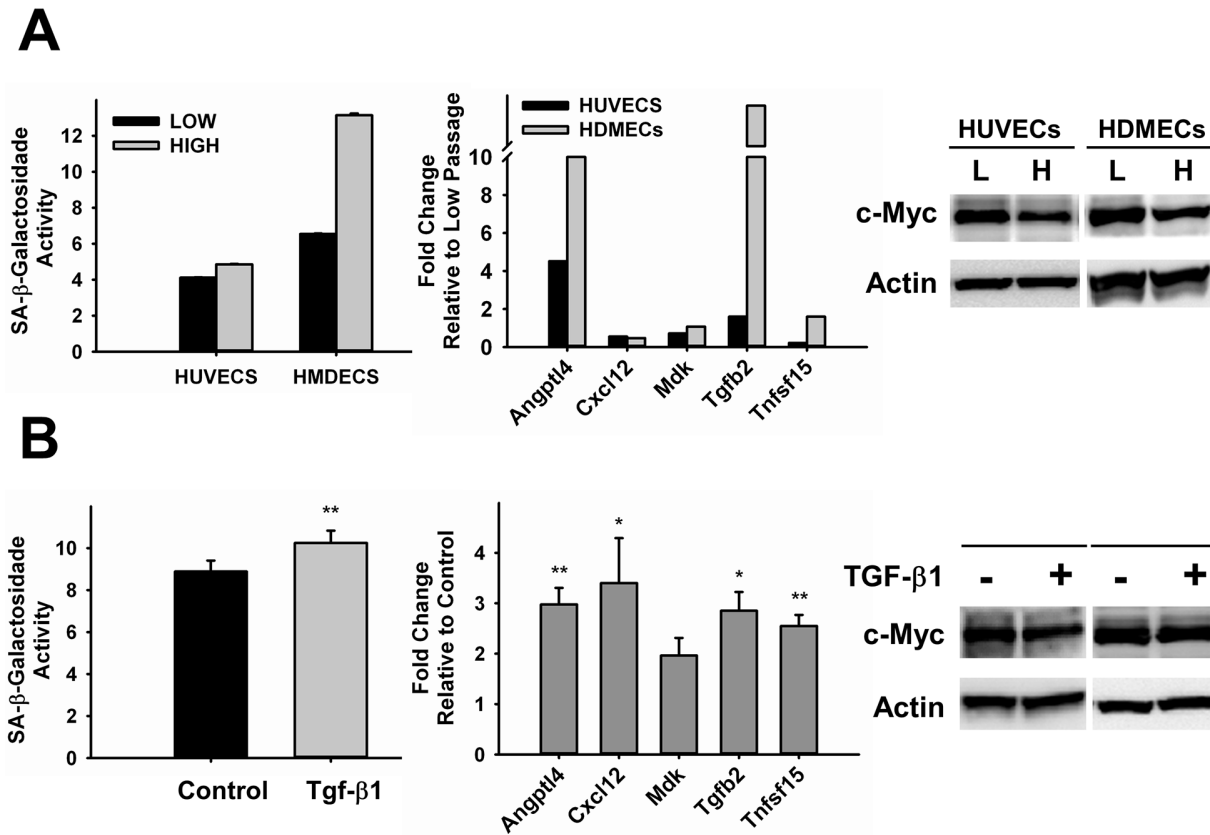 A
SA-β-Galactosidade
Activity
12
10
8
6
4
2
0
LOW
HIGH
HUVECS
HMDECS
Fold Change
Relative to Low Passage
10
8
6
4
2
0
HUVECS
HDMECs
Angptl4
Cxcl12
Mdk
Tgfb2
Tnfsf15
HUVECs HDMECs
L H L H
c-Myc
Actin
B
SA-β-Galactosidade
Activity
10
8
6
4
2
0
**
Control Tgf-β1
Fold Change
Relative to Control
4
3
2
1
0
** * * **
Angptl4
Cxcl12
Mdk
Tgfb2
Tnfsf15
TGF-β1 - + - +
c-Myc
Actin